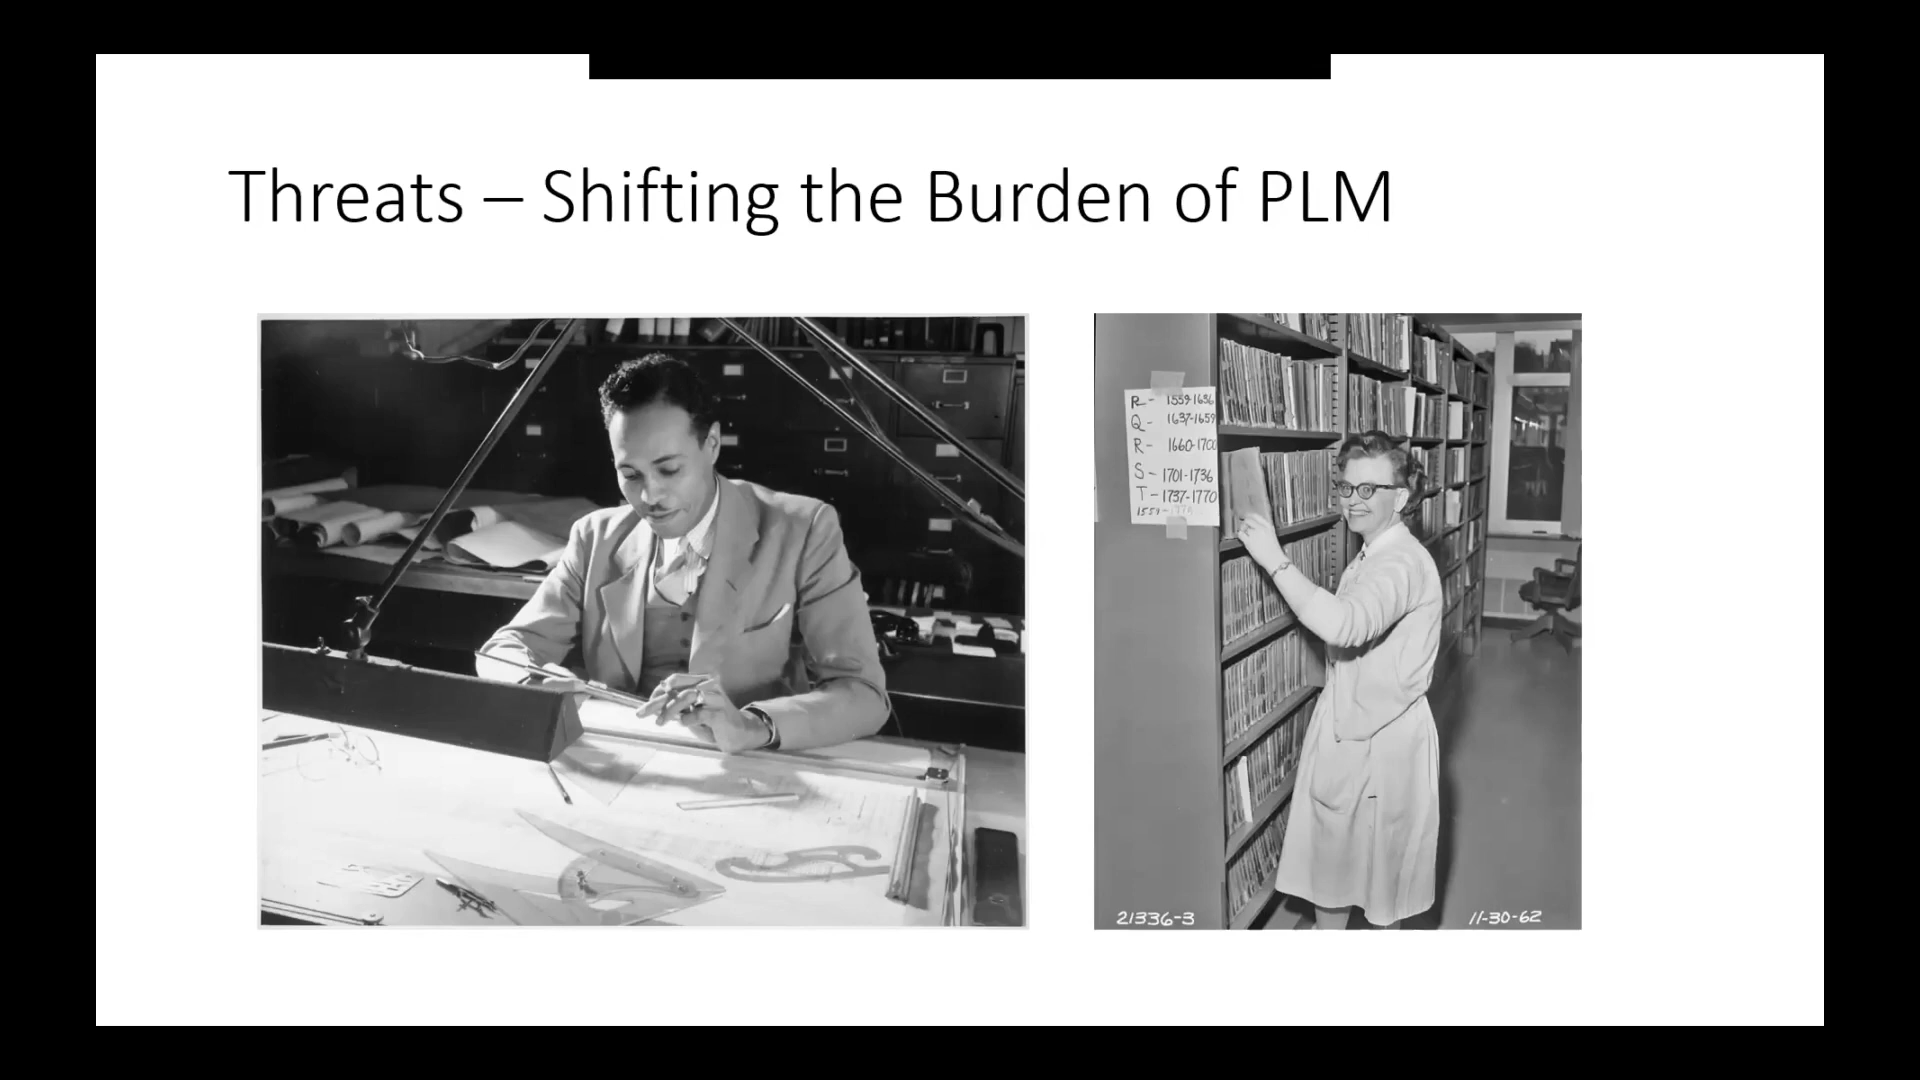 Threats – Shifting the Burden of PLM
R- 1559-1636
Q- 1637-1659
R- 1660-1700
S-1701-1736
T-1737-1770
1559-
21336-3
11-30-62